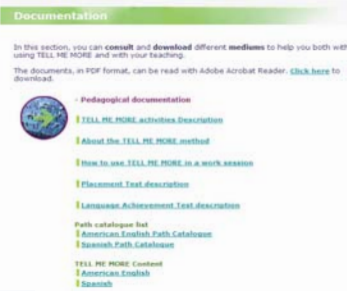 Documentation
In this section, you can consult and download different mediums to help you both with
using TELL ME MORE and with your teaching.
The documents, in PDF format, can be read with Adobe Acrobat Reader. Click here to
download.
- Pedagogical documentation
TELL ME MORE activities Description
About the TELL ME MORE method
How to use TELL ME MORE in a work session
Placement Test description
Language Achievement Test description
Path catalogue list
American English Path Catalogue
Spanish Path Catalogue
TELL ME MORE Content
American English
Spanish